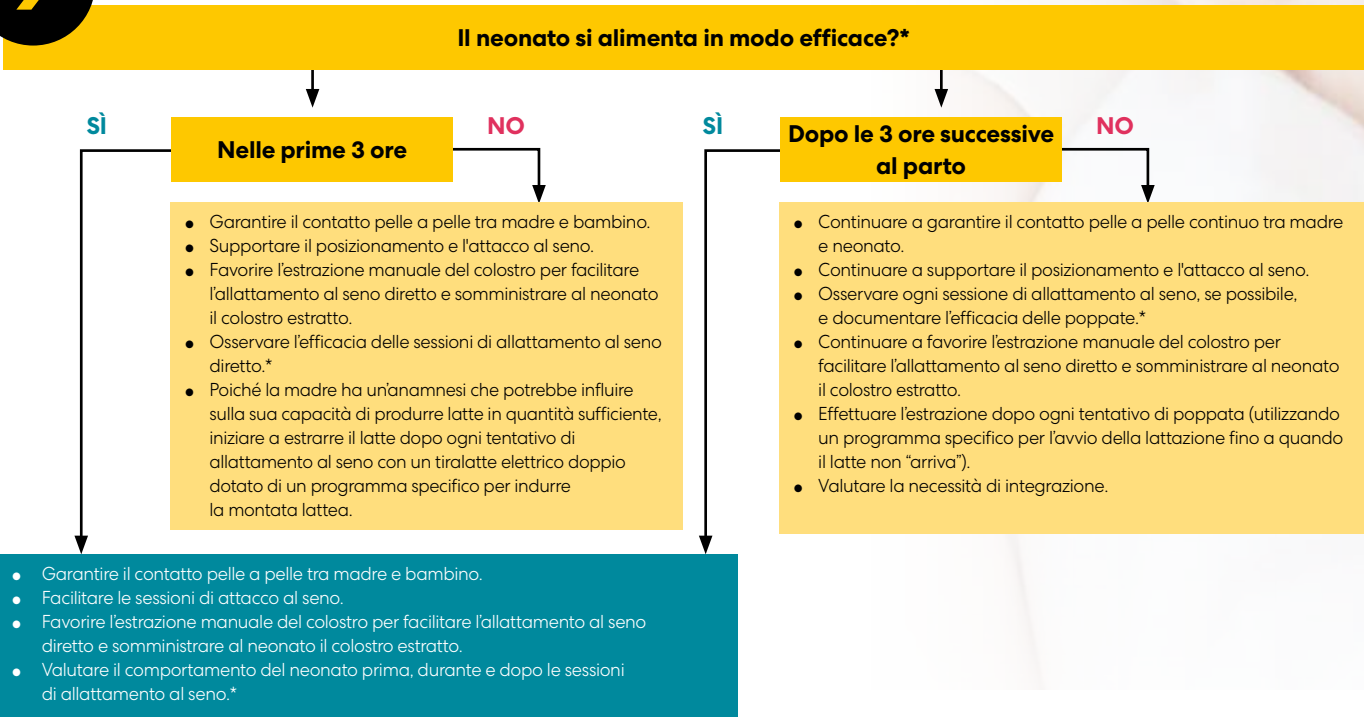 Il neonato si alimenta in modo efficace?*
SÌ
Nelle prime 3 ore
NO
● Garantire il contatto pelle a pelle tra madre e bambino.
● Supportare il posizionamento e l'attacco al seno.
● Favorire l’estrazione manuale del colostro per facilitare
l’allattamento al seno diretto e somministrare al neonato
il colostro estratto.
● Osservare l’efficacia delle sessioni di allattamento al seno
diretto.*
● Poiché la madre ha un’anamnesi che potrebbe influire
sulla sua capacità di produrre latte in quantità sufficiente,
iniziare a estrarre il latte dopo ogni tentativo di
allattamento al seno con un tiralatte elettrico doppio
dotato di un programma specifico per indurre
la montata lattea.
SÌ
Dopo le 3 ore successive
al parto
NO
● Continuare a garantire il contatto pelle a pelle continuo tra madre
e neonato.
● Continuare a supportare il posizionamento e l'attacco al seno.
● Osservare ogni sessione di allattamento al seno, se possibile,
e documentare l’efficacia delle poppate.*
● Continuare a favorire l’estrazione manuale del colostro per
facilitare l’allattamento al seno diretto e somministrare al neonato
il colostro estratto.
● Effettuare l’estrazione dopo ogni tentativo di poppata (utilizzando
un programma specifico per l’avvio della lattazione fino a quando
il latte non “arriva”).
● Valutare la necessità di integrazione.
● Garantire il contatto pelle a pelle tra madre e bambino.
● Facilitare le sessioni di attacco al seno.
● Favorire l’estrazione manuale del colostro per facilitare l’allattamento al seno
diretto e somministrare al neonato il colostro estratto.
● Valutare il comportamento del neonato prima, durante e dopo le sessioni
di allattamento al seno.*